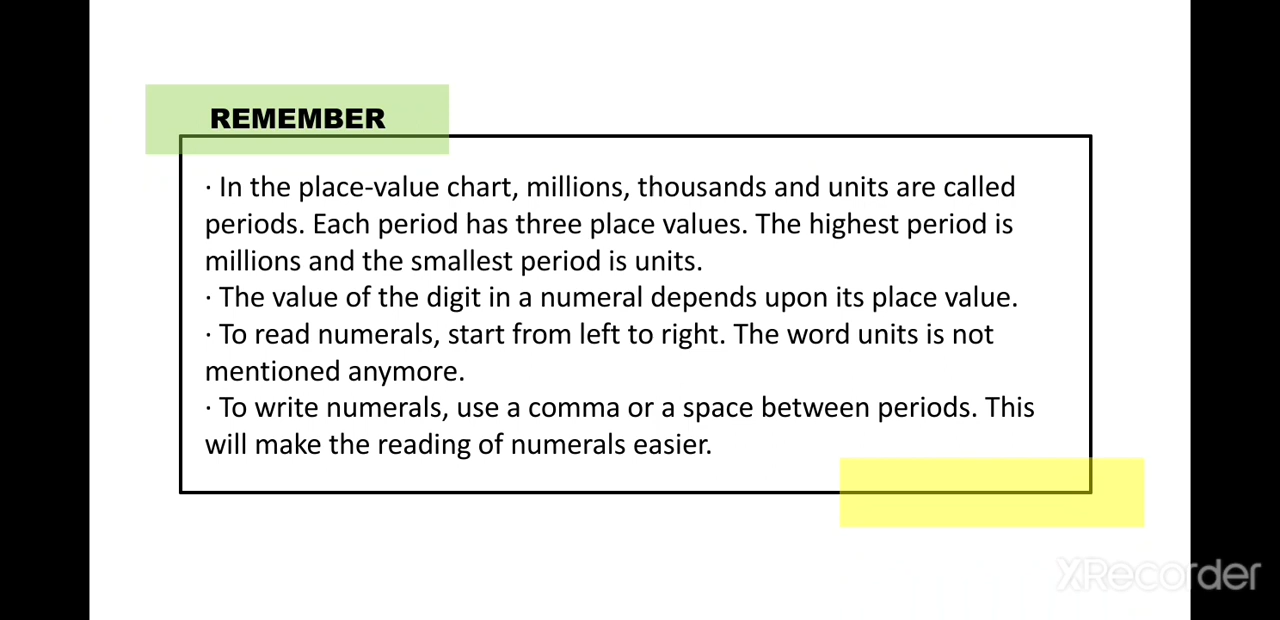 REMEMBER
· In the place-value chart, millions, thousands and units are called
periods. Each period has three place values. The highest period is
millions and the smallest period is units.
· The value of the digit in a numeral depends upon its place value.
· To read numerals, start from left to right. The word units is not
mentioned anymore.
· To write numerals, use a comma or a space between periods. This
will make the reading of numerals easier.
XRecorder